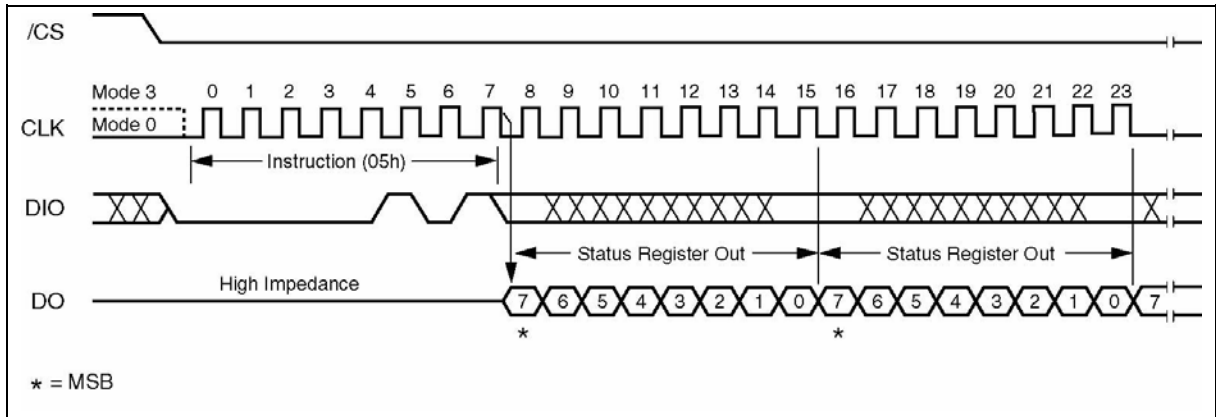 /CS
Mode 3 0 1 2 3 4 5 6 7 8 9 10 11 12 13 14 15 16 17 18 19 20 21 22 23
CLK Mode 0
Instruction (05h)
DIO
Status Register Out Status Register Out
High Impedance
DO 7 6 5 4 3 2 1 0 7 6 5 4 3 2 1 0 7
* *
* = MSB